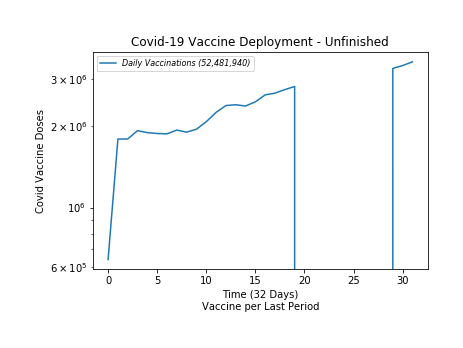 Covid-19 Vaccine Deployment - Unfinished
Daily Vaccinations (52,481,940)
3 × 10⁶
2 × 10⁶
10⁶
6 × 10⁵
Covid Vaccine Doses
0 5 10 15 20 25 30
Time (32 Days)
Vaccine per Last Period